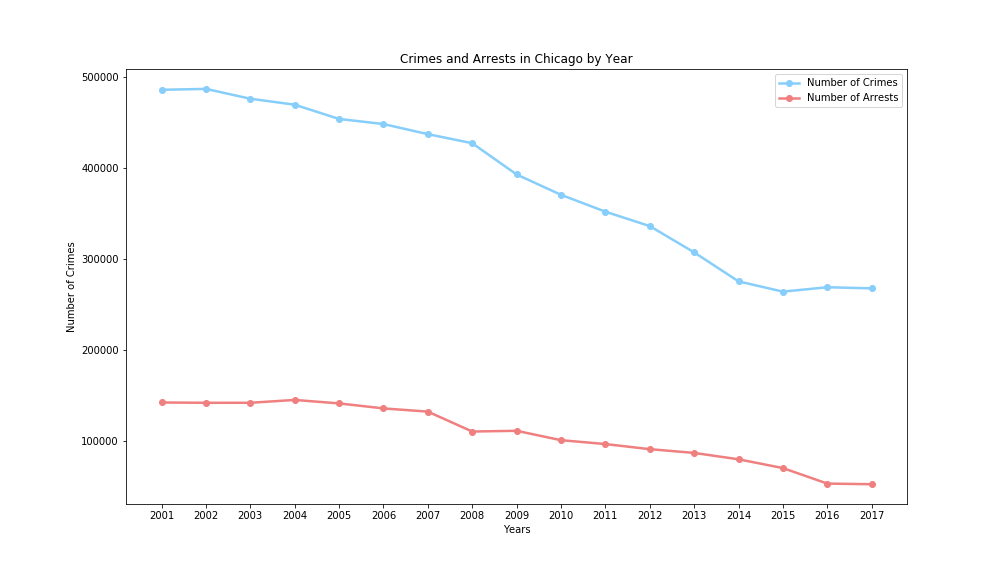 Crimes and Arrests in Chicago by Year
Number of Crimes
Number of Arrests
500000
400000
300000
200000
100000
Number of Crimes
2001 2002 2003 2004 2005 2006 2007 2008 2009 2010 2011 2012 2013 2014 2015 2016 2017
Years